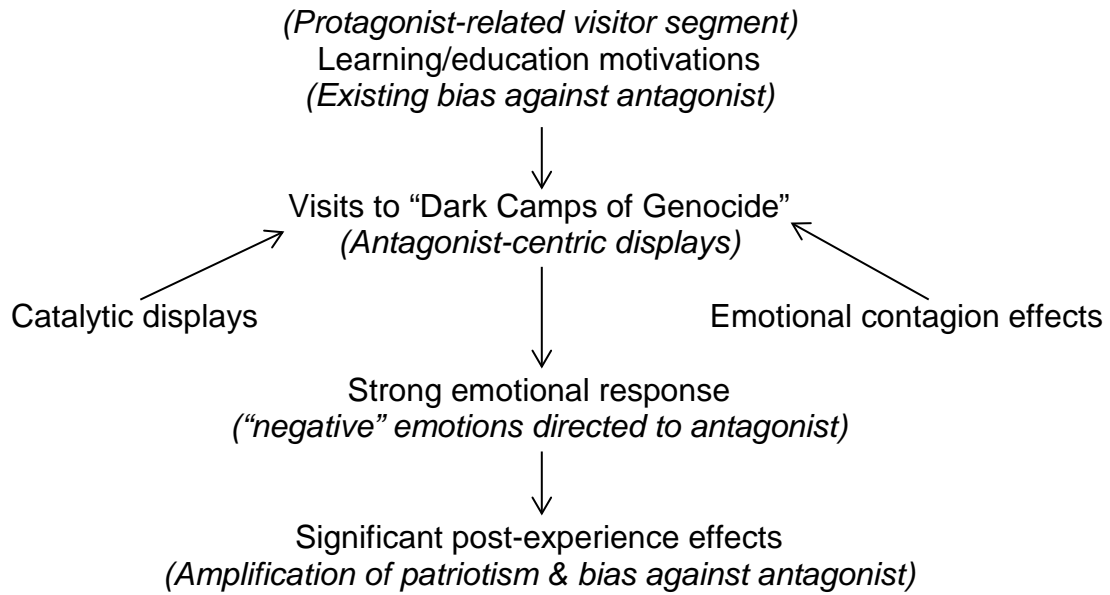 (Protagonist-related visitor segment)
Learning/education motivations
(Existing bias against antagonist)
Visits to “Dark Camps of Genocide”
(Antagonist-centric displays)
Catalytic displays
Emotional contagion effects
Strong emotional response
(“negative” emotions directed to antagonist)
Significant post-experience effects
(Amplification of patriotism & bias against antagonist)